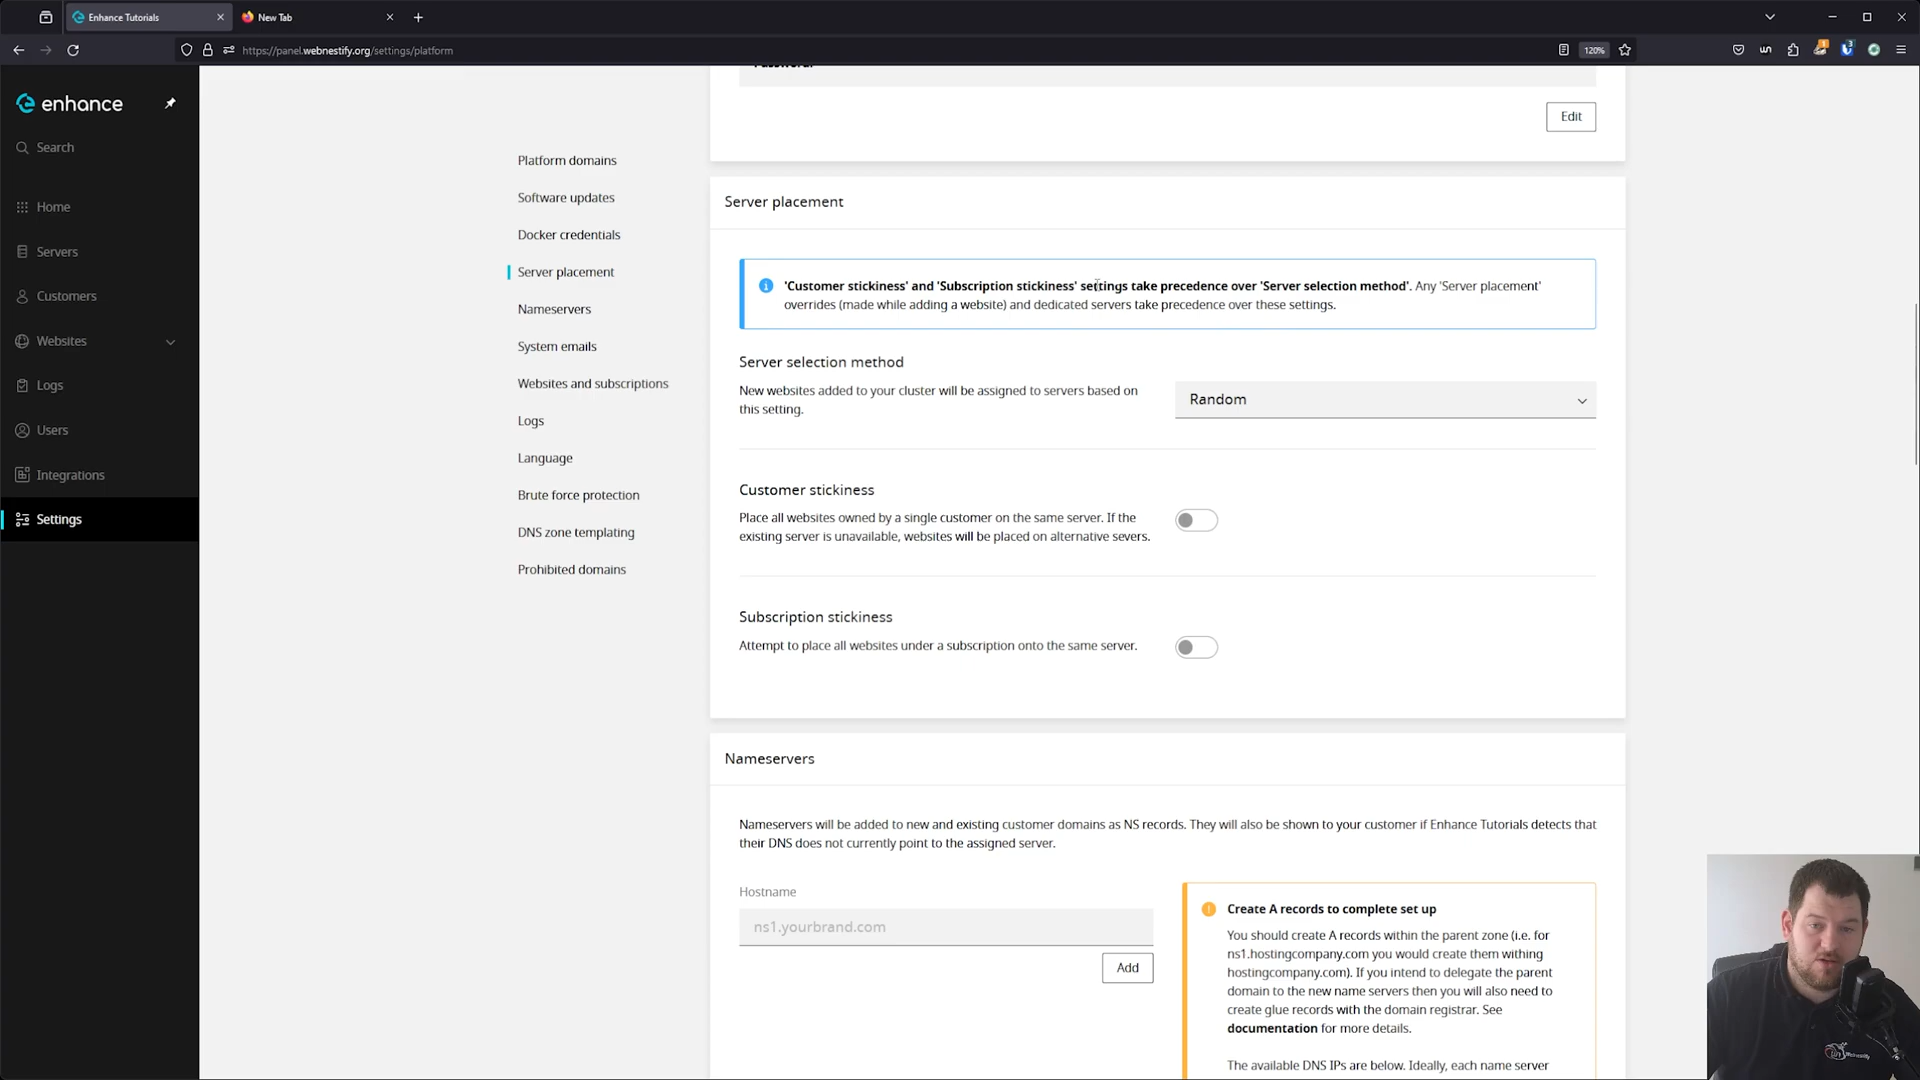 Enhance Tutorials
New Tab
https://panel.webnestify.org/settings/platform
120%
enhance
Search
Home
Servers
Customers
Websites
Logs
Users
Integrations
Settings
Platform domains
Software updates
Docker credentials
Server placement
Nameservers
System emails
Websites and subscriptions
Logs
Language
Brute force protection
DNS zone templating
Prohibited domains
Edit
Server placement
'Customer stickiness' and 'Subscription stickiness' settings take precedence over 'Server selection method'. Any 'Server placement'
overrides (made while adding a website) and dedicated servers take precedence over these settings.
Server selection method
New websites added to your cluster will be assigned to servers based on
this setting.
Random
Customer stickiness
Place all websites owned by a single customer on the same server. If the
existing server is unavailable, websites will be placed on alternative severs.
Subscription stickiness
Attempt to place all websites under a subscription onto the same server.
Nameservers
Nameservers will be added to new and existing customer domains as NS records. They will also be shown to your customer if Enhance Tutorials detects that
their DNS does not currently point to the assigned server.
Hostname
ns1.yourbrand.com
Add
Create A records to complete set up
You should create A records within the parent zone (i.e. for
ns1.hostingcompany.com you would create them withing
hostingcompany.com). If you intend to delegate the parent
domain to the new name servers then you will also need to
create glue records with the domain registrar. See
documentation for more details.
The available DNS IPs are below. Ideally, each name server